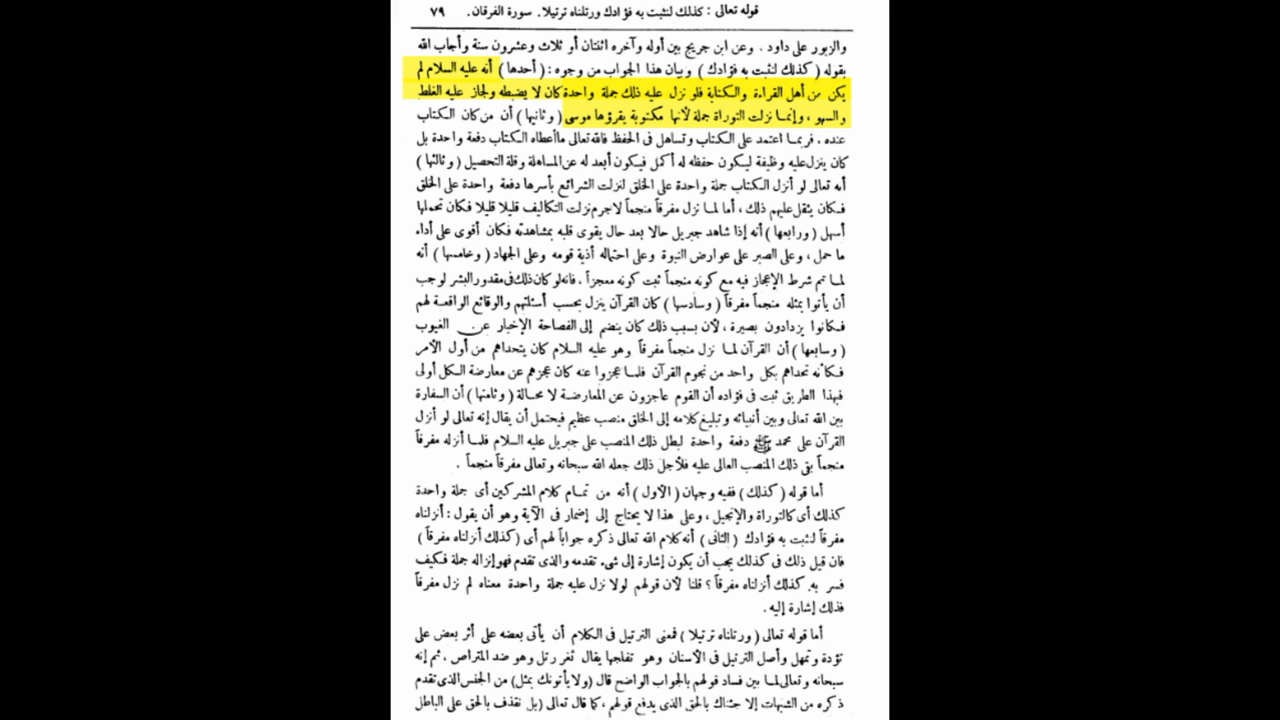 قوله تعالى : كذلك لنثبت به فؤادك ورتلناه ترتيلا . سورة الفرقان . ٧٩
والزبور على داود . وعن ابن جريج بين أوله وآخره اثنتان أو ثلاث وعشرون سنة وأجاب الله
بقوله ( كذلك لنثبت به فؤادك ) وبيان هذا الجواب من وجوه : ( أحدها ) أنه عليه السلام لم
يكن من أهل القراءة والكتابة فلو نزل عليه ذلك جملة واحدة كان لا يضبطه ولجاز عليه الغلط
والسهو ، وإنما نزلت التوراة جملة لأنها مكتوبة يقرؤها موسى ( وثانيها ) أن من كان الكتاب
عنده . فربما اعتمد على الكتاب وتساهل فى الحفظ فالله تعالى ما أعطاه الكتاب دفعة واحدة بل
كان ينزل عليه وظيفة ليكون حفظه له أكمل فيكون أبعد له عن المساهلة وقلة التحصيل ( وثالثها )
أنه تعالى لو أنزل الكتاب جملة واحدة على الخلق لنزلت الشرائع بأسرها دفعة واحدة على الخلق
فكان يثقل عليهم ذلك ، أما لما نزل مفرقاً منجماً لاجرم نزلت التكاليف قليلا قليلا فكان تحملها
أسهل ( ورابعها ) أنه إذا شاهد جبريل حالا بعد حال يقوى قلبه بمشاهدته فكان أقوى على أداء
ما حمل ، وعلى الصبر على عوارض النبوة وعلى احتماله أذية قومه وعلى الجهاد ( وخامسها ) أنه
لما تم شرط الإعجاز فيه مع كونه منجماً ثبت كونه معجزاً . فانه لو كان ذلك فى مقدور البشر لوجب
أن يأتوا بمثله منجماً مفرقاً ( وسادسها ) كان القرآن ينزل بحسب أسئلتهم والوقائع الواقعة لهم
فكانوا يزدادون بصيرة ، لأن بسبب ذلك كان ينضم إلى الفصاحة الإخبار عن الغيوب
( وسابعها ) أن القرآن لما نزل منجماً مفرقاً وهو عليه السلام كان يتحداهم من أول الأمر
فكأنه تحداهم بكل واحد من نجوم القرآن فلما عجزوا عنه كان عجزهم عن معارضة الكل أولى
فبهذا الطريق ثبت فى فؤاده أن القوم عاجزون عن المعارضة لا محالة ( وثامنها ) أن السفارة
بين الله تعالى وبين أنبيائه وتبليغ كلامه إلى الخلق منصب عظيم فيحتمل أن يقال إنه تعالى لو أنزل
القرآن على محمد ﷺ دفعة واحدة لبطل ذلك المنصب على جبريل عليه السلام فلما أنزله مفرقاً
منجماً بقى ذلك المنصب العالى عليه فلأجل ذلك جعله الله سبحانه وتعالى مفرقاً منجماً .
أما قوله ( كذلك ) ففيه وجهان ( الأول ) أنه من تمام كلام المشركين أى جملة واحدة
كذلك أى كالتوراة والإنجيل ، وعلى هذا لا يحتاج إلى إضمار فى الآية وهو أن يقول : أنزلناه
مفرقاً لنثبت به فؤادك ( الثانى ) أنه كلام الله تعالى ذكره جواباً لهم أى ( كذلك أنزلناه مفرقاً )
فان قيل ذلك فى كذلك يجب أن يكون إشارة إلى شىء تقدمه والذى تقدم فهو إنزاله جملة فكيف
فسر به كذلك أنزلناه مفرقاً ؟ قلنا لأن قولهم لولا نزل عليه جملة واحدة معناه لم نزل مفرقاً
فذلك إشارة إليه .
أما قوله تعالى ( ورتلناه ترتيلا ) فمعنى الترتيل فى الكلام أن يأتى بعضه على أثر بعض على
تؤدة وتمهل وأصل الترتيل فى الأسنان وهو تفلجها يقال ثغر رتل وهو ضد المتراص ، ثم إنه
سبحانه وتعالى لما بين فساد قولهم بالجواب الواضح قال ( ولا يأتونك بمثل ) من الجنس الذى تقدم
ذكره من الشبهات إلا جئناك بالحق الذى يدفع قولهم ، كما قال تعالى ( بل نقذف بالحق على الباطل